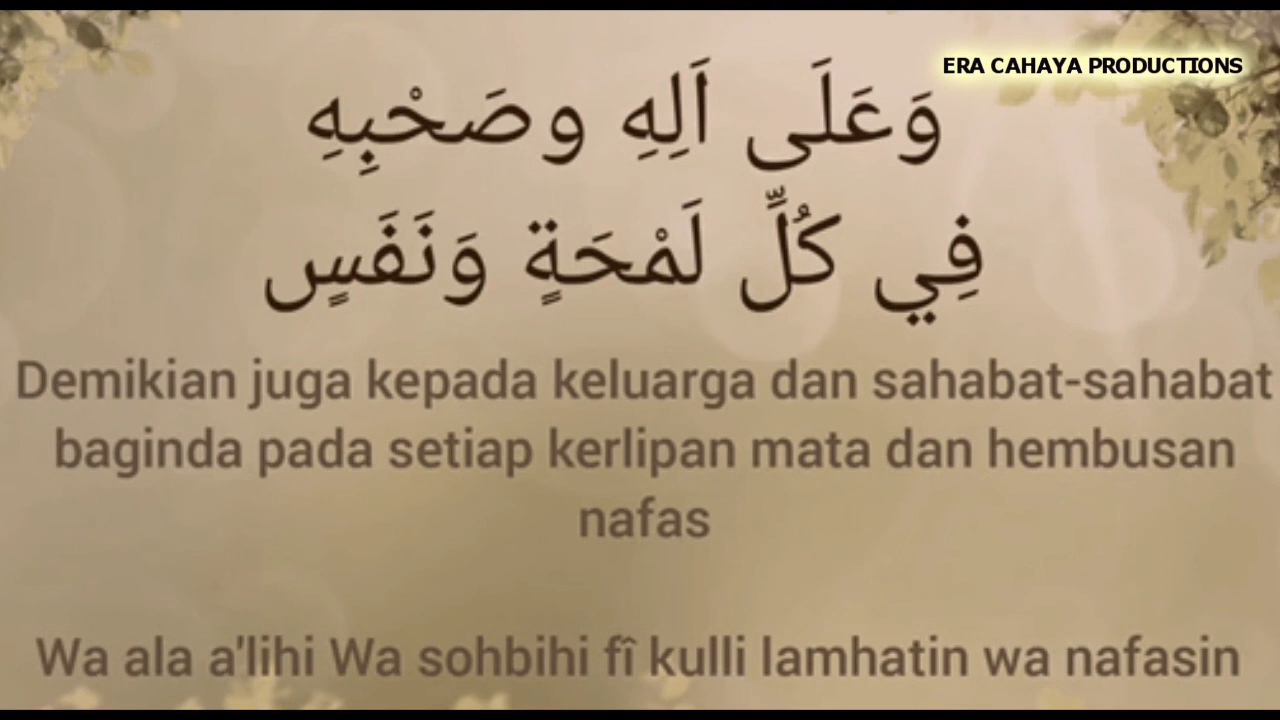 ERA CAHAYA PRODUCTIONS
وَعَلَى اَلِهِ وصَحْبِهِ
فِي كُلِّ لَمْحَةٍ وَنَفَسٍ
Demikian juga kepada keluarga dan sahabat-sahabat
baginda pada setiap kerlipan mata dan hembusan
nafas
Wa ala a'lihi Wa sohbihi fî kulli lamhatin wa nafasin